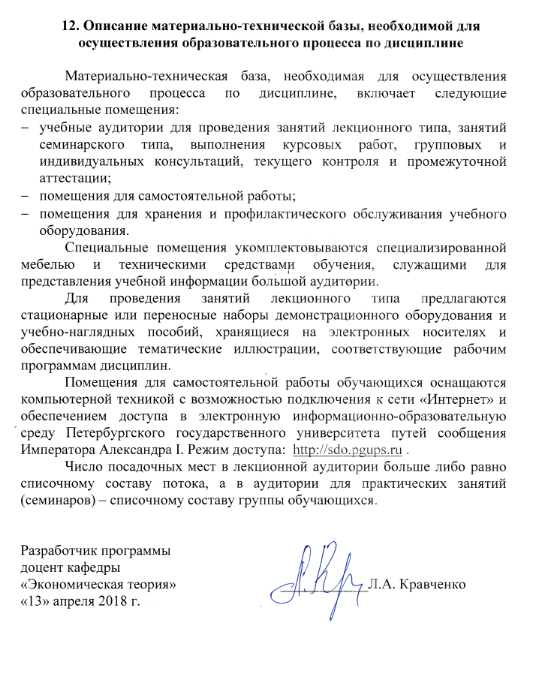 12. Описание материально-технической базы, необходимой для
осуществления образовательного процесса по дисциплине
Материально-техническая база, необходимая для осуществления
образовательного процесса по дисциплине, включает следующие
специальные помещения:
– учебные аудитории для проведения занятий лекционного типа, занятий
семинарского типа, выполнения курсовых работ, групповых и
индивидуальных консультаций, текущего контроля и промежуточной
аттестации;
– помещения для самостоятельной работы;
– помещения для хранения и профилактического обслуживания учебного
оборудования.
Специальные помещения укомплектовываются специализированной
мебелью и техническими средствами обучения, служащими для
представления учебной информации большой аудитории.
Для проведения занятий лекционного типа предлагаются
стационарные или переносные наборы демонстрационного оборудования и
учебно-наглядных пособий, хранящиеся на электронных носителях и
обеспечивающие тематические иллюстрации, соответствующие рабочим
программам дисциплин.
Помещения для самостоятельной работы обучающихся оснащаются
компьютерной техникой с возможностью подключения к сети «Интернет» и
обеспечением доступа в электронную информационно-образовательную
среду Петербургского государственного университета путей сообщения
Императора Александра I. Режим доступа: http://sdo.pgups.ru .
Число посадочных мест в лекционной аудитории больше либо равно
списочному составу потока, а в аудитории для практических занятий
(семинаров) – списочному составу группы обучающихся.
Разработчик программы
доцент кафедры
«Экономическая теория» Л.А. Кравченко
«13» апреля 2018 г.